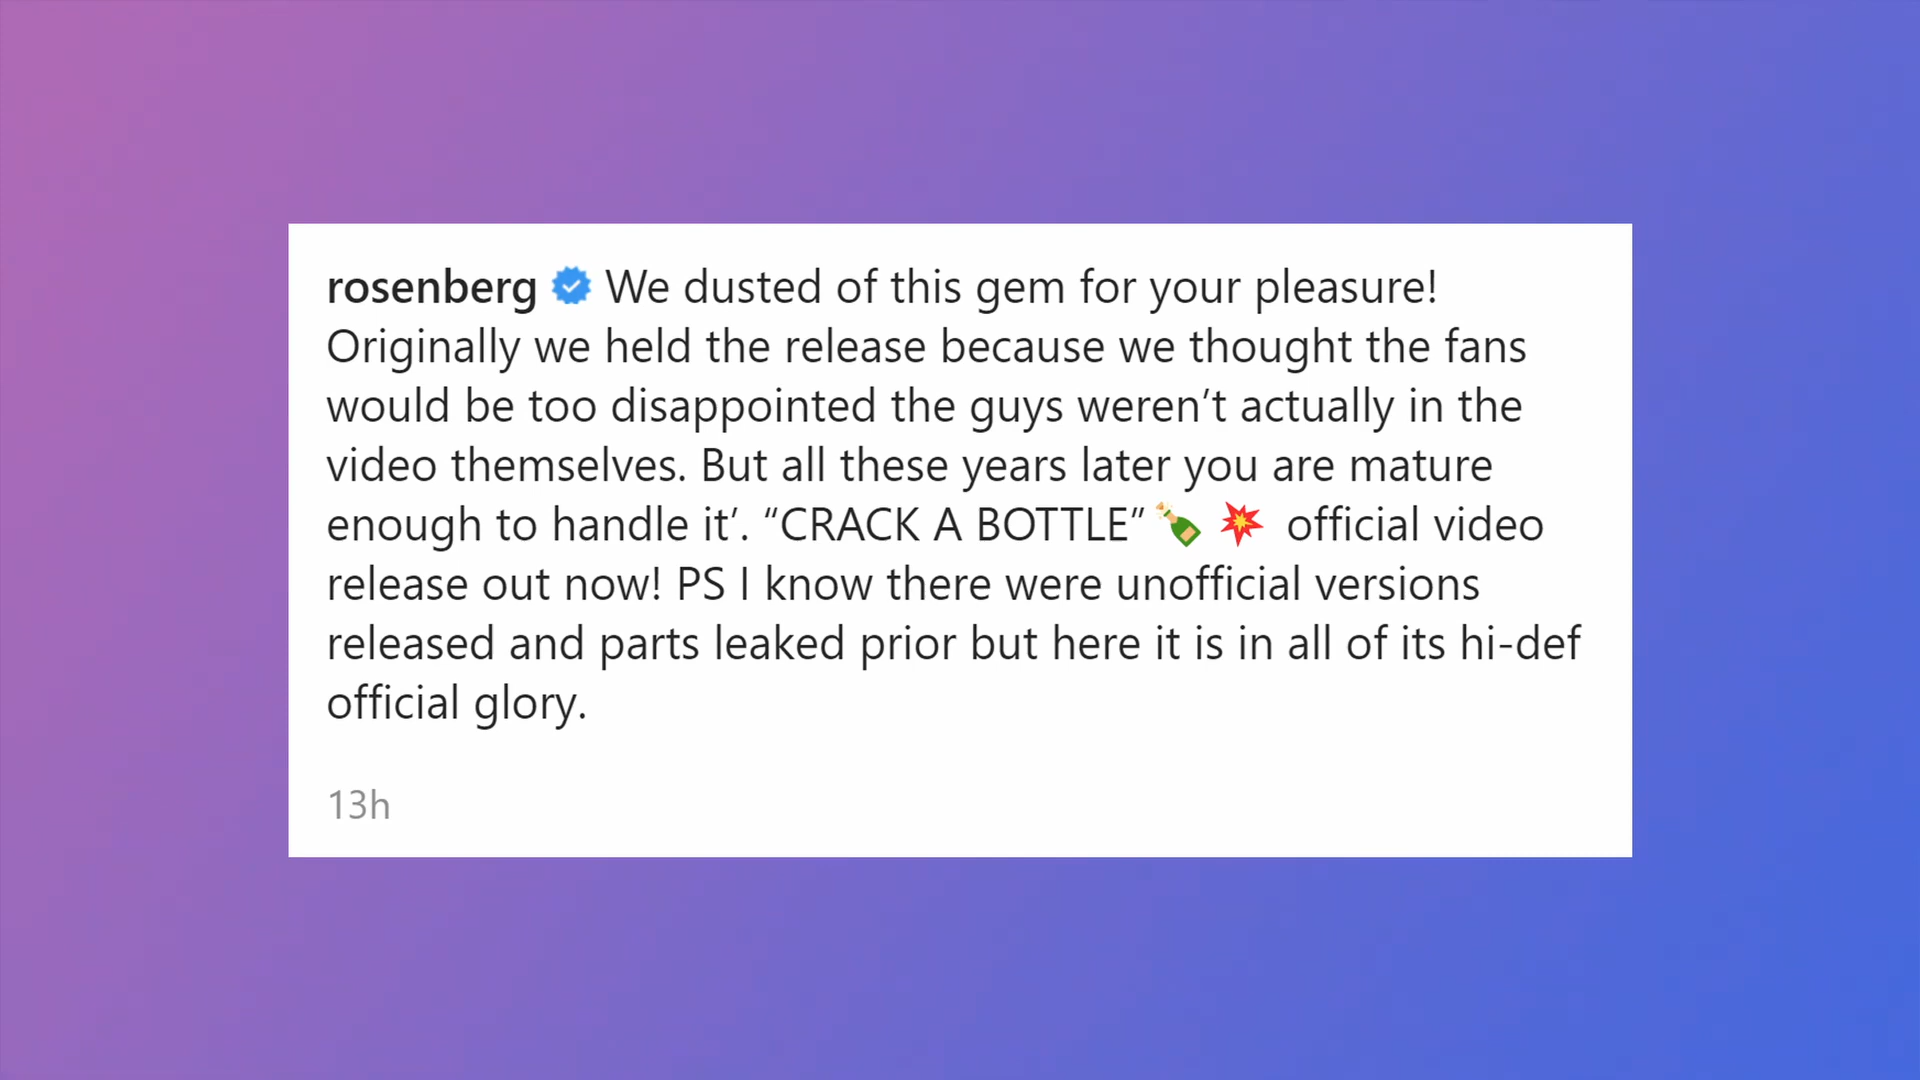 rosenberg We dusted of this gem for your pleasure!
Originally we held the release because we thought the fans
would be too disappointed the guys weren’t actually in the
video themselves. But all these years later you are mature
enough to handle it’. “CRACK A BOTTLE”🍾 💥 official video
release out now! PS I know there were unofficial versions
released and parts leaked prior but here it is in all of its hi-def
official glory.
13h